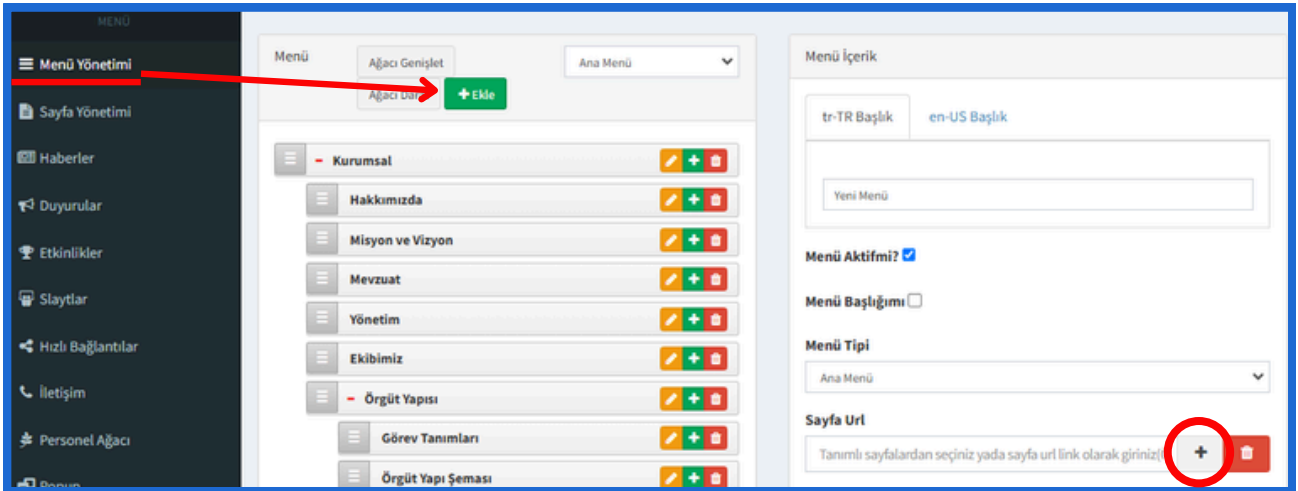 MENÜ
Menü Yönetimi
Sayfa Yönetimi
Haberler
Duyurular
Etkinlikler
Slaytlar
Hızlı Bağlantılar
İletişim
Personel Ağacı
Popup
Menü
Ağacı Genişlet
Ana Menü
Ağacı
+ Ekle
Kurumsal
Hakkımızda
Misyon ve Vizyon
Mevzuat
Yönetim
Ekibimiz
Örgüt Yapısı
Görev Tanımları
Örgüt Yapı Şeması
Menü İçerik
tr-TR Başlık
en-US Başlık
Yeni Menü
Menü Aktifmi?
Menü Başlığımı
Menü Tipi
Ana Menü
Sayfa Url
Tanımlı sayfalardan seçiniz yada sayfa url link olarak giriniz(